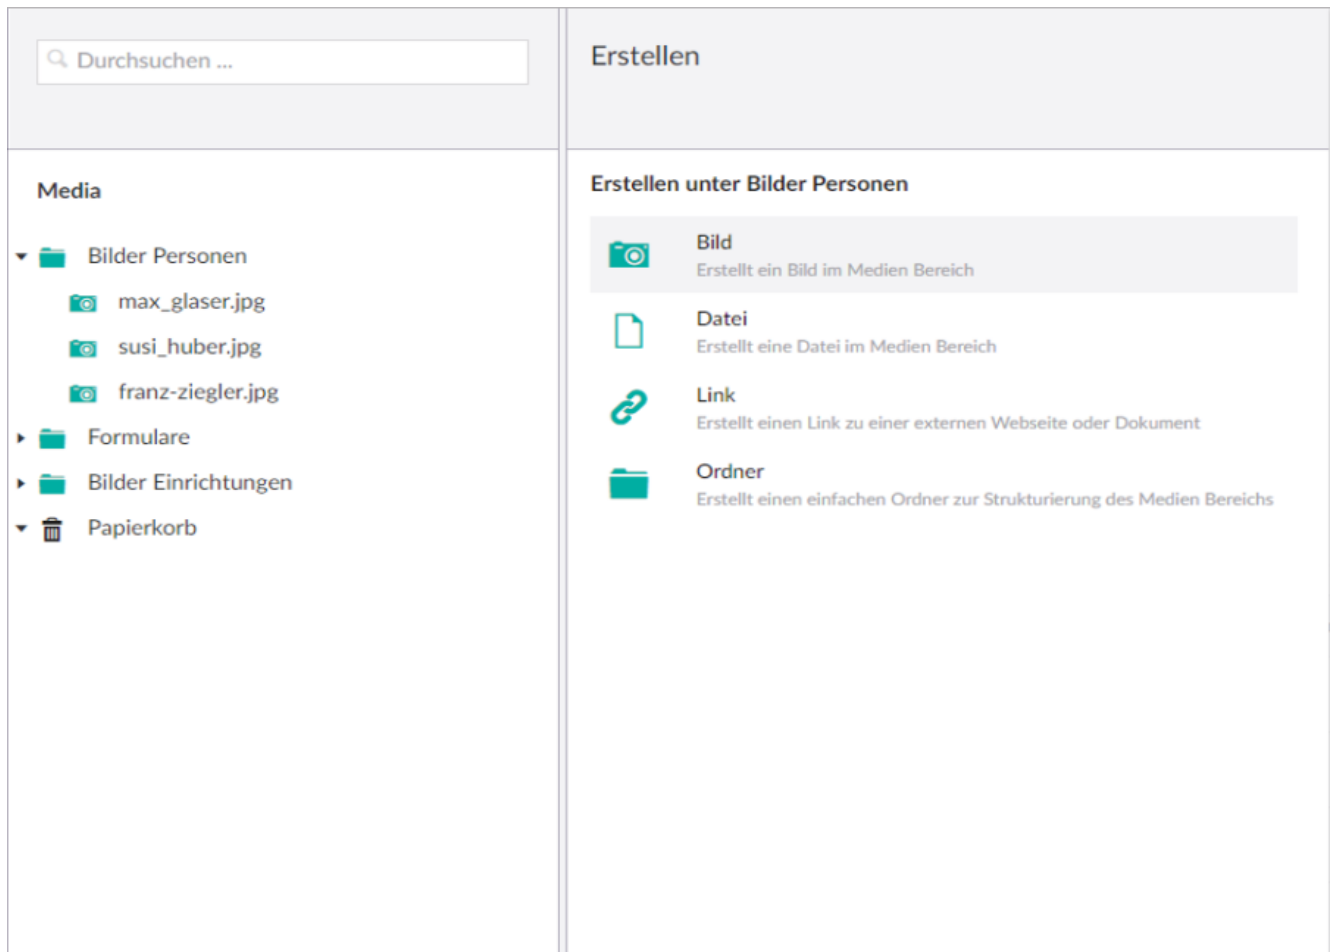 Durchsuchen ...
Media
Bilder Personen
max_glaser.jpg
susi_huber.jpg
franz-ziegler.jpg
Formulare
Bilder Einrichtungen
Papierkorb
Erstellen
Erstellen unter Bilder Personen
Bild
Erstellt ein Bild im Medien Bereich
Datei
Erstellt eine Datei im Medien Bereich
Link
Erstellt einen Link zu einer externen Webseite oder Dokument
Ordner
Erstellt einen einfachen Ordner zur Strukturierung des Medien Bereichs